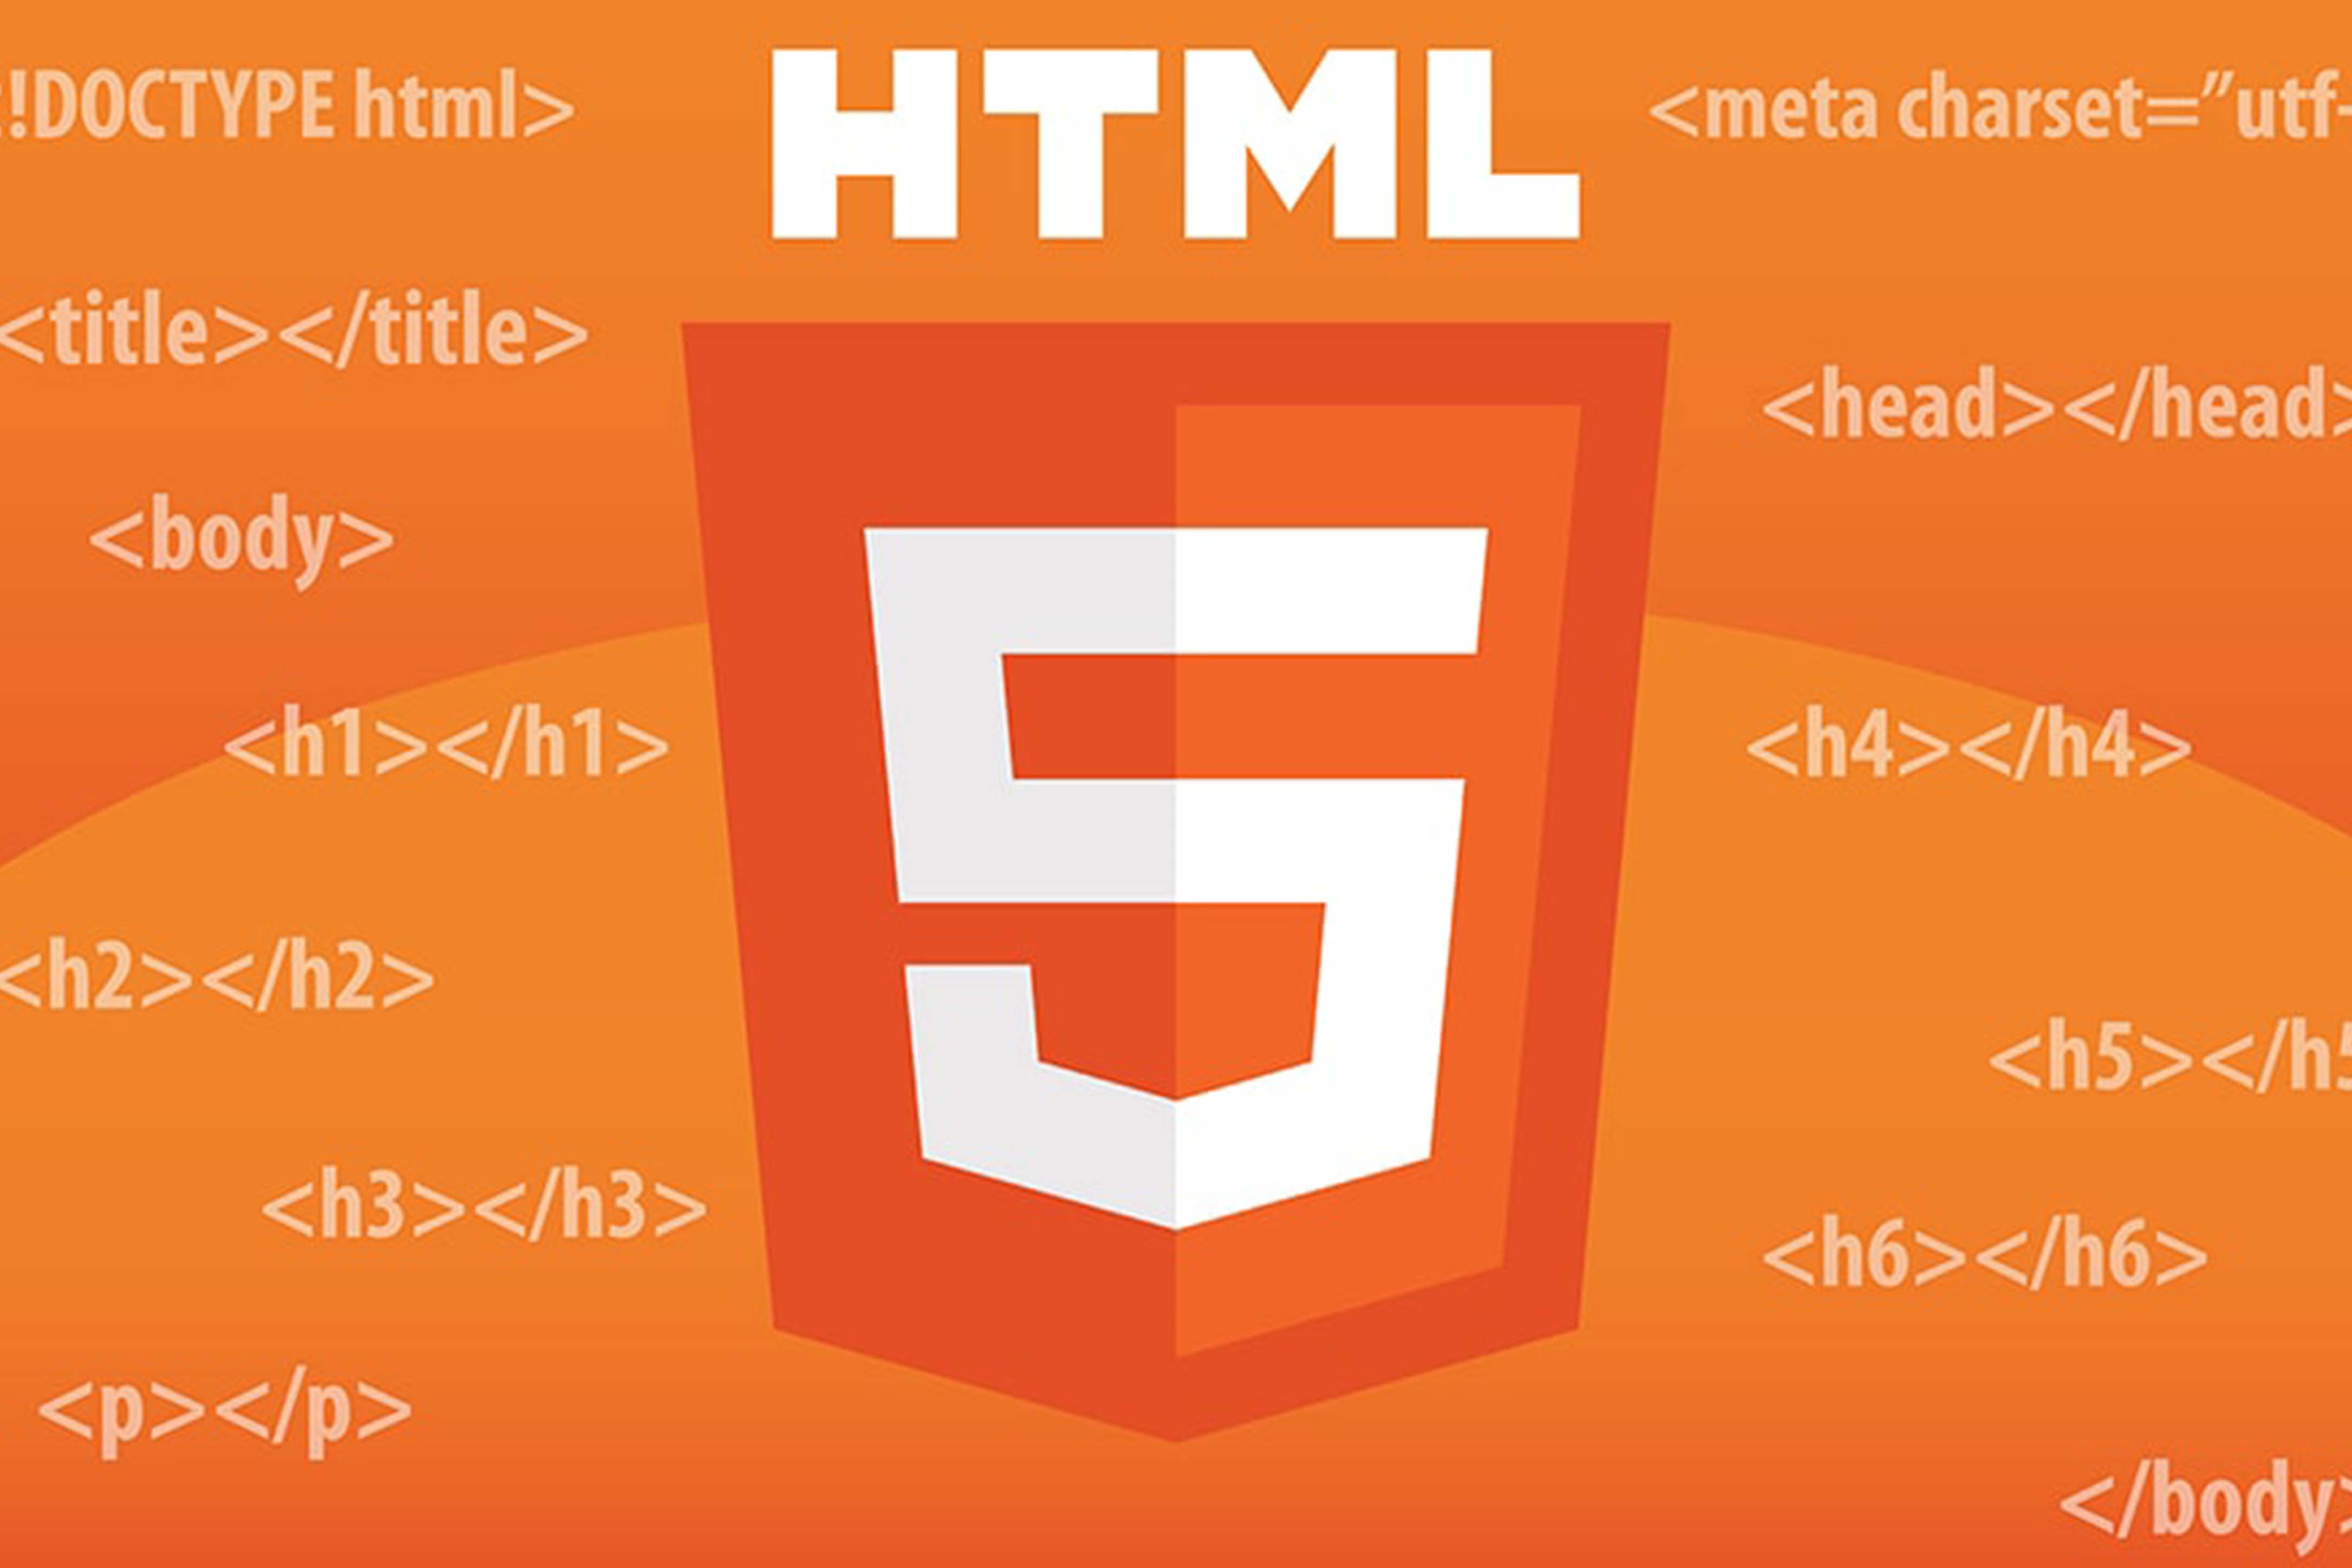 HTML
5
!DOCTYPE html>
<title></title>
<body>
<h1></h1>
<h2></h2>
<h3></h3>
<p></p>
<meta charset="utf-
<head></head>
<h4></h4>
<h5></h5
<h6></h6>
</body>